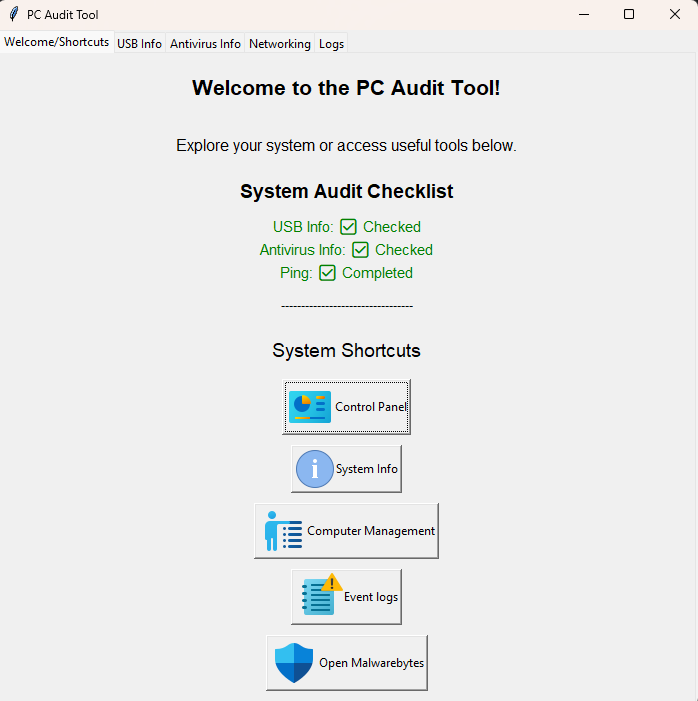 PC Audit Tool
Welcome/Shortcuts USB Info Antivirus Info Networking Logs
Welcome to the PC Audit Tool!
Explore your system or access useful tools below.
System Audit Checklist
USB Info: ☑ Checked
Antivirus Info: ☑ Checked
Ping: ☑ Completed
--------------------------------
System Shortcuts
Control Panel
System Info
Computer Management
Event logs
Open Malwarebytes